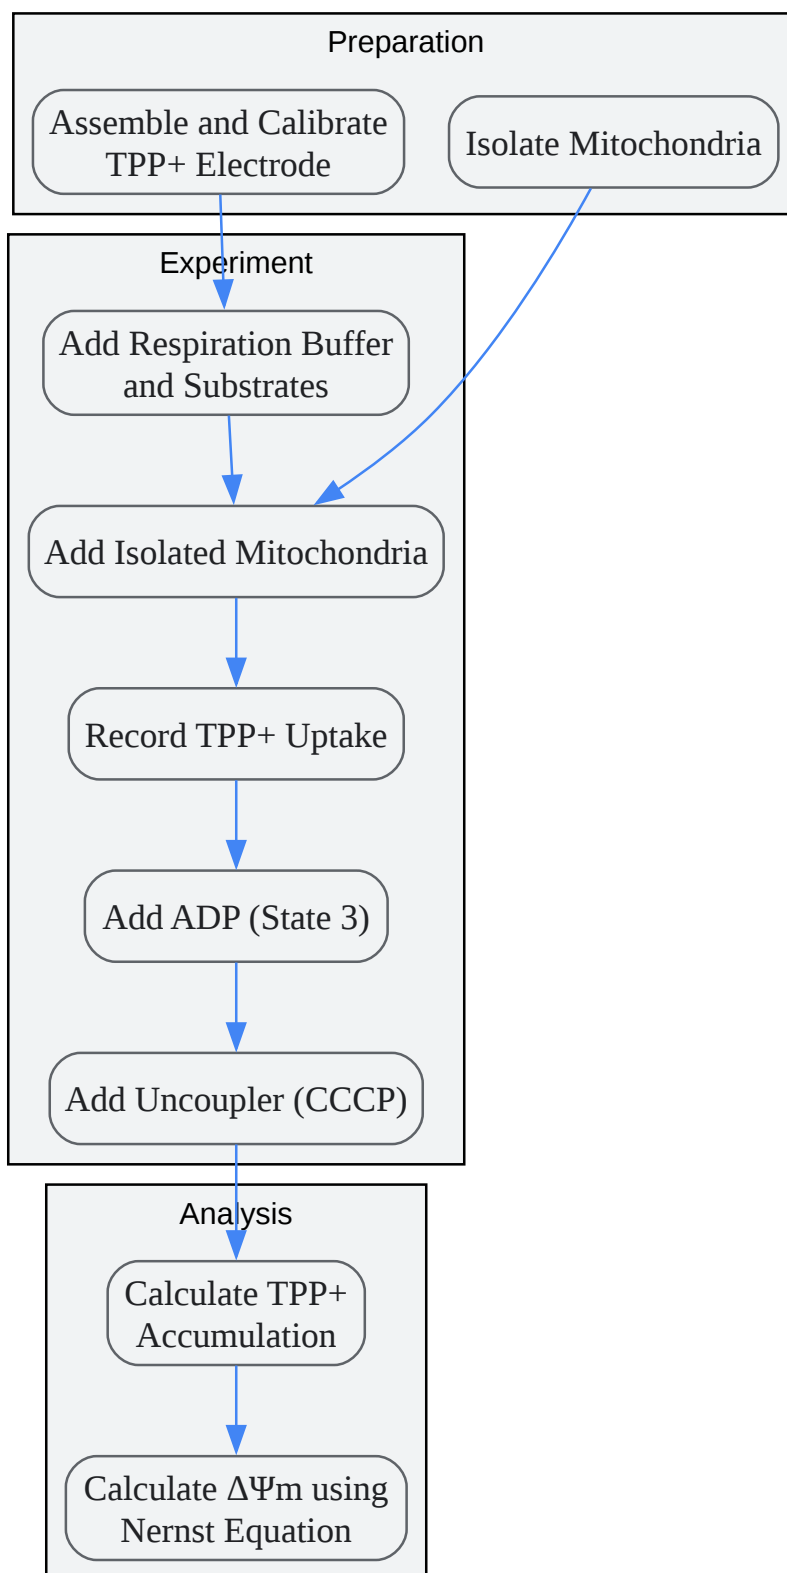 Preparation
Assemble and Calibrate
TPP+ Electrode
Isolate Mitochondria
Experiment
Add Respiration Buffer
and Substrates
Add Isolated Mitochondria
Record TPP+ Uptake
Add ADP (State 3)
Add Uncoupler (CCCP)
Analysis
Calculate TPP+
Accumulation
Calculate ΔΨm using
Nernst Equation